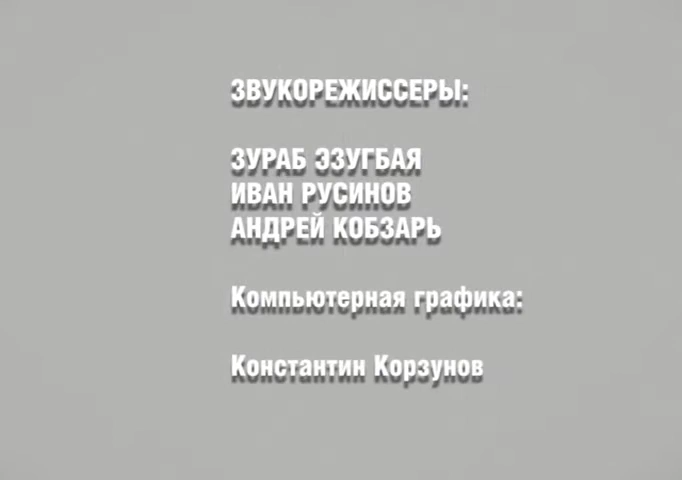 ЗВУКОРЕЖИССЕРЫ:
ЗУРАБ ЭЗУГБАЯ
ИВАН РУСИНОВ
АНДРЕЙ КОБЗАРЬ
Компьютерная графика:
Константин Корзунов